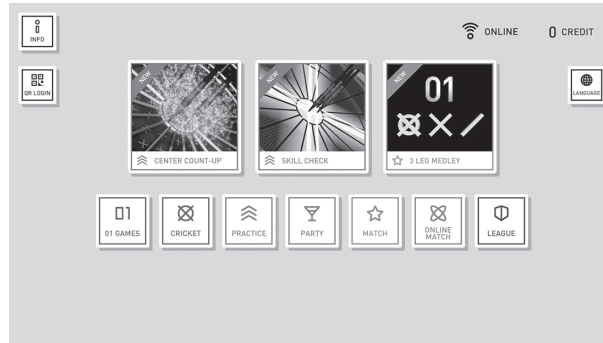 INFO
ONLINE
0 CREDIT
QR LOGIN
LANGUAGE
NEW
CENTER COUNT-UP
NEW
SKILL CHECK
NEW
01
3 LEG MEDLEY
01
01 GAMES
CRICKET
PRACTICE
PARTY
MATCH
ONLINE
MATCH
LEAGUE